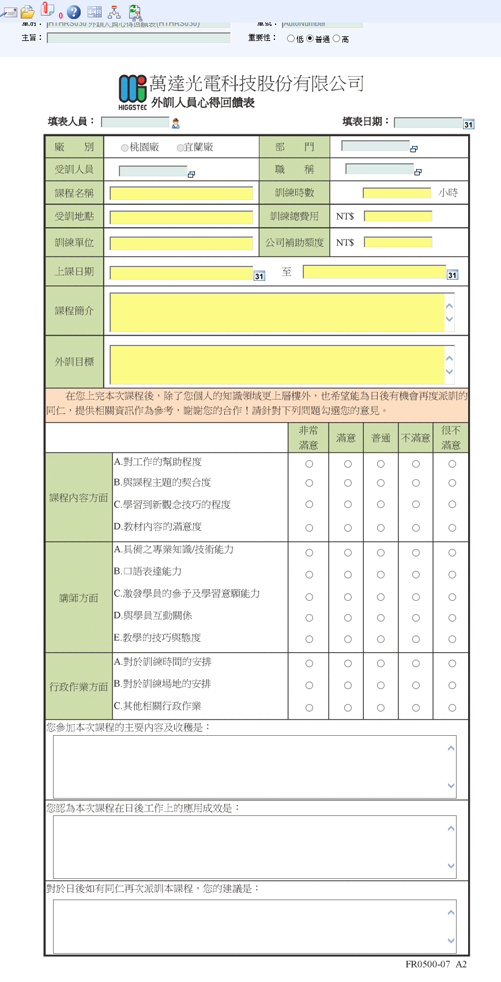 0
HTHRS030 外訓人員心得回饋表(HTHRS030)
AutoNumber
主旨：
重要性： 低 普通 高
HIGGSTEC
萬達光電科技股份有限公司
外訓人員心得回饋表
填表人員：
填表日期： 31
廠 別 桃園廠 宜蘭廠 部 門
受訓人員 職 稱
課程名稱 訓練時數 小時
受訓地點 訓練總費用 NT$
訓練單位 公司補助額度 NT$
上課日期 31 至 31
課程簡介
外訓目標
在您上完本次課程後，除了您個人的知識領域更上層樓外，也希望能為日後有機會再度派訓的
同仁，提供相關資訊作為參考，謝謝您的合作！請針對下列問題勾選您的意見。
非常滿意 滿意 普通 不滿意 很不滿意
課程內容方面
A.對工作的幫助程度
B.與課程主題的契合度
C.學習到新觀念技巧的程度
D.教材內容的滿意度
講師方面
A.具備之專業知識/技術能力
B.口語表達能力
C.激發學員的參予及學習意願能力
D.與學員互動關係
E.教學的技巧與態度
行政作業方面
A.對於訓練時間的安排
B.對於訓練場地的安排
C.其他相關行政作業
您參加本次課程的主要內容及收穫是：
您認為本次課程在日後工作上的應用成效是：
對於日後如有同仁再次派訓本課程，您的建議是：
FR0500-07 A2